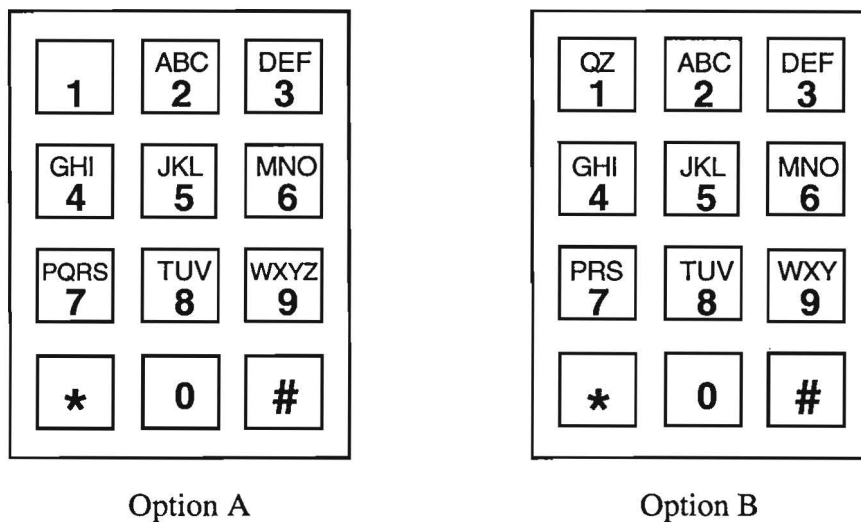 ABC DEF
1 2 3
GHI JKL MNO
4 5 6
PQRS TUV WXYZ
7 8 9
* 0 #
Option A
QZ ABC DEF
1 2 3
GHI JKL MNO
4 5 6
PRS TUV WXY
7 8 9
* 0 #
Option B